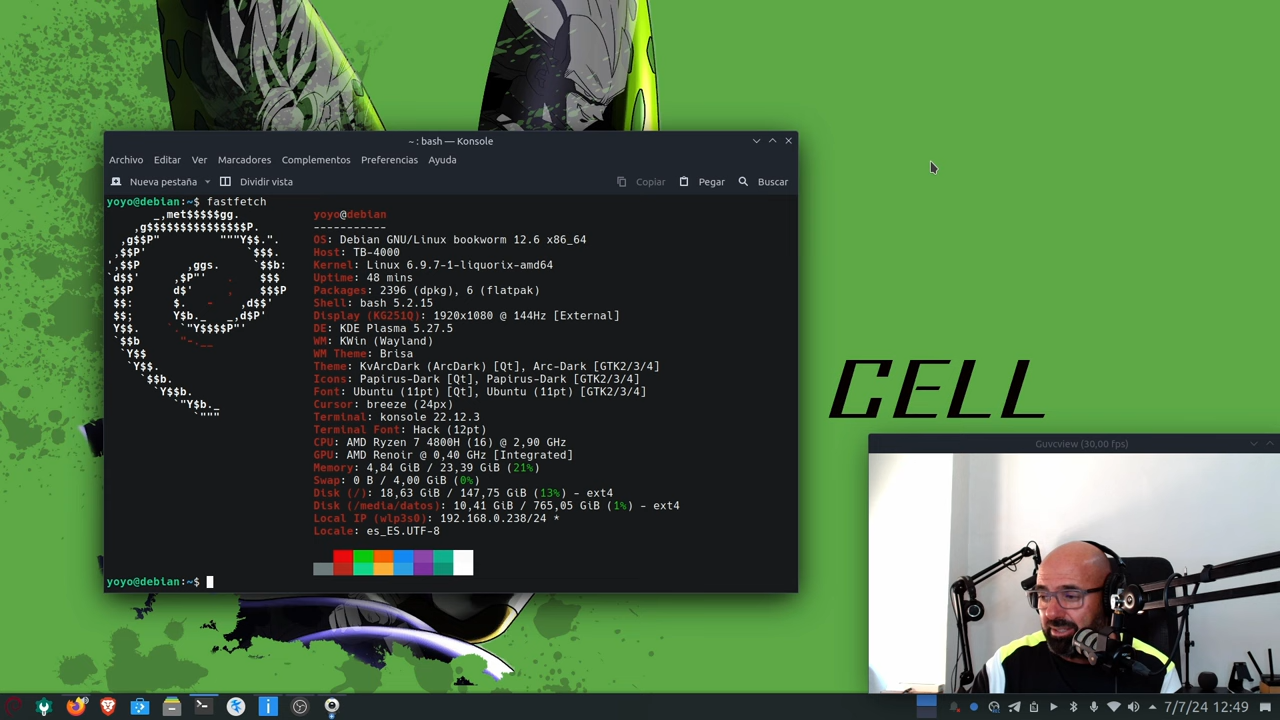 ~ : bash — Konsole
Archivo Editar Ver Marcadores Complementos Preferencias Ayuda
Nueva pestaña Dividir vista Copiar Pegar Buscar
yoyo@debian:~$ fastfetch
_,met$$$$$gg.
,g$$$$$$$$$$$$$$$P.
,g$$P" """Y$$.".
,$$P' `$$$.
',$$P ,ggs. `$$b:
`d$$' ,$P"' . $$$
$$P d$' , $$$P
$$: $. - ,d$$'
$$; Y$b._ _,d$P'
Y$$. `.`"Y$$$$P"'
`$$b "-.__
`Y$$
`Y$$.
`$$b.
`Y$$b.
`"Y$b._
`"""
yoyo@debian
-----------
OS: Debian GNU/Linux bookworm 12.6 x86_64
Host: TB-4000
Kernel: Linux 6.9.7-1-liquorix-amd64
Uptime: 48 mins
Packages: 2396 (dpkg), 6 (flatpak)
Shell: bash 5.2.15
Display (KG251Q): 1920x1080 @ 144Hz [External]
DE: KDE Plasma 5.27.5
WM: KWin (Wayland)
WM Theme: Brisa
Theme: KvArcDark (ArcDark) [Qt], Arc-Dark [GTK2/3/4]
Icons: Papirus-Dark [Qt], Papirus-Dark [GTK2/3/4]
Font: Ubuntu (11pt) [Qt], Ubuntu (11pt) [GTK2/3/4]
Cursor: breeze (24px)
Terminal: konsole 22.12.3
Terminal Font: Hack (12pt)
CPU: AMD Ryzen 7 4800H (16) @ 2,90 GHz
GPU: AMD Renoir @ 0,40 GHz [Integrated]
Memory: 4,84 GiB / 23,39 GiB (21%)
Swap: 0 B / 4,00 GiB (0%)
Disk (/): 18,63 GiB / 147,75 GiB (13%) - ext4
Disk (/media/datos): 10,41 GiB / 765,05 GiB (1%) - ext4
Local IP (wlp3s0): 192.168.0.238/24 *
Locale: es_ES.UTF-8
yoyo@debian:~$
CELL
Guvcview (30,00 fps)
7/7/24 12:49